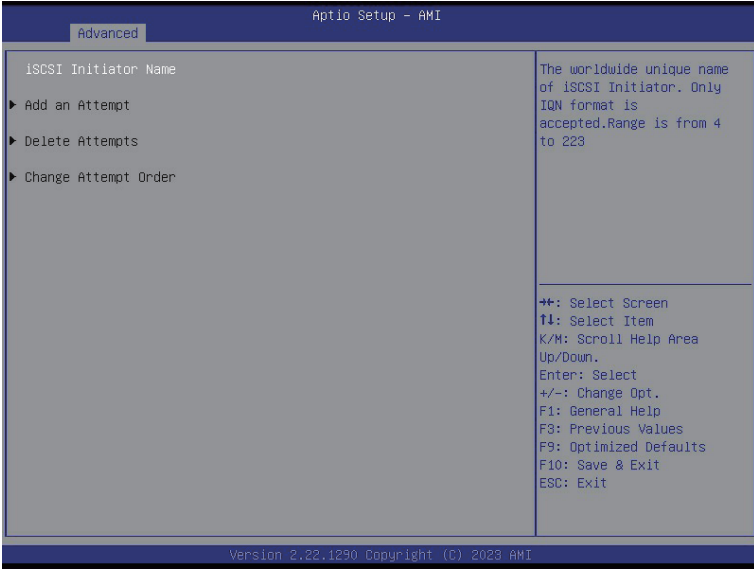 Aptio Setup – AMI
Advanced
iSCSI Initiator Name
▶ Add an Attempt
▶ Delete Attempts
▶ Change Attempt Order
The worldwide unique name
of iSCSI Initiator. Only
IQN format is
accepted.Range is from 4
to 223
→←: Select Screen
↑↓: Select Item
K/M: Scroll Help Area
Up/Down.
Enter: Select
+/-: Change Opt.
F1: General Help
F3: Previous Values
F9: Optimized Defaults
F10: Save & Exit
ESC: Exit
Version 2.22.1290 Copyright (C) 2023 AMI